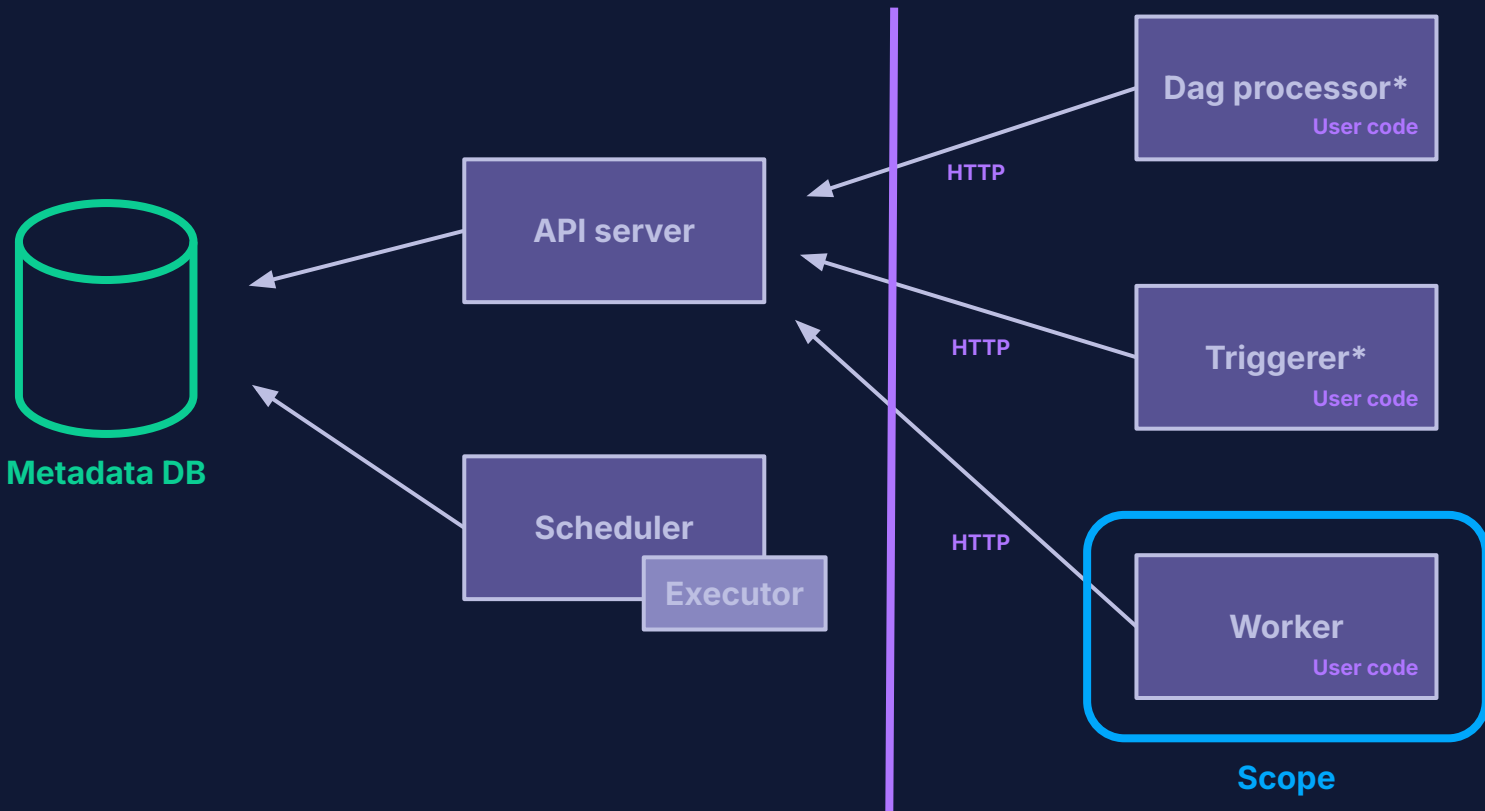 Dag processor*
User code
HTTP
API server
Triggerer*
User code
HTTP
Metadata DB
Scheduler
Executor
HTTP
Worker
User code
Scope